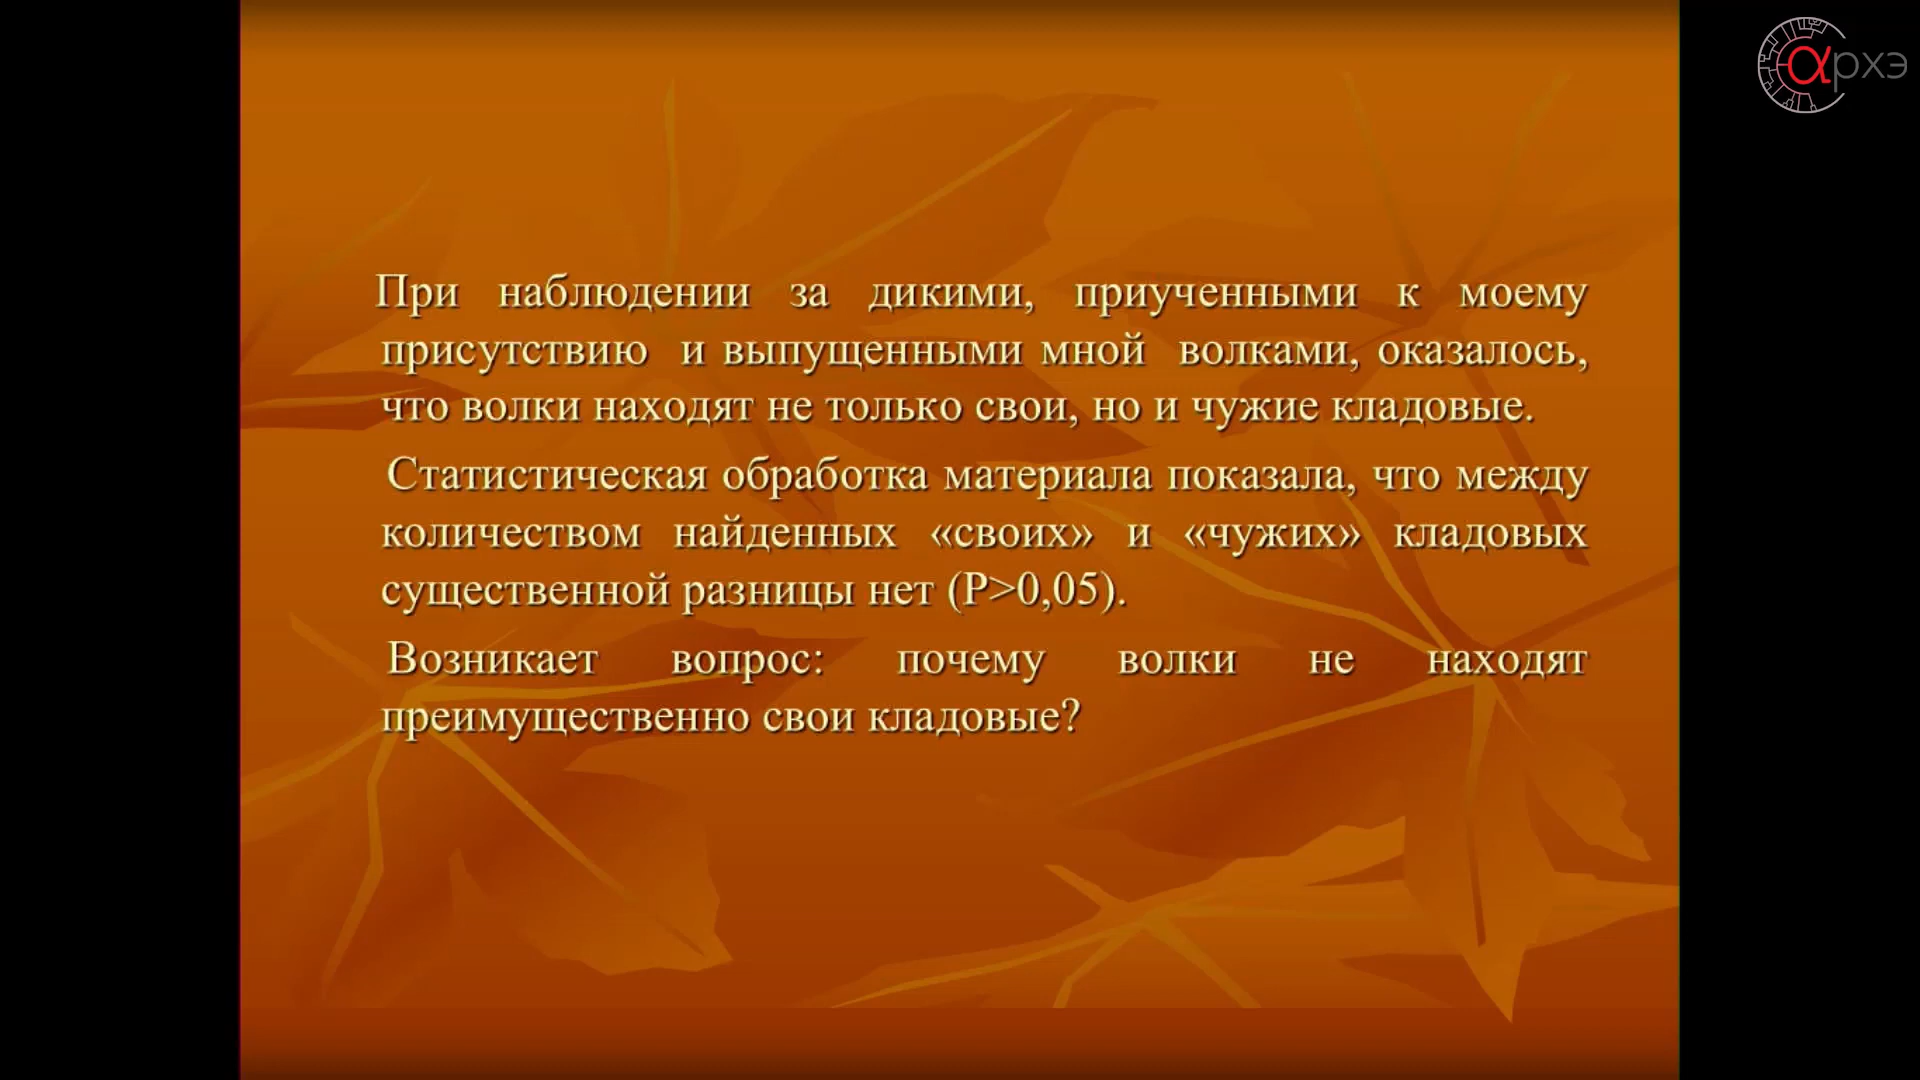 αрхэ
При наблюдении за дикими, приученными к моему
присутствию и выпущенными мной волками, оказалось,
что волки находят не только свои, но и чужие кладовые.
Статистическая обработка материала показала, что между
количеством найденных «своих» и «чужих» кладовых
существенной разницы нет (Р>0,05).
Возникает вопрос: почему волки не находят
преимущественно свои кладовые?